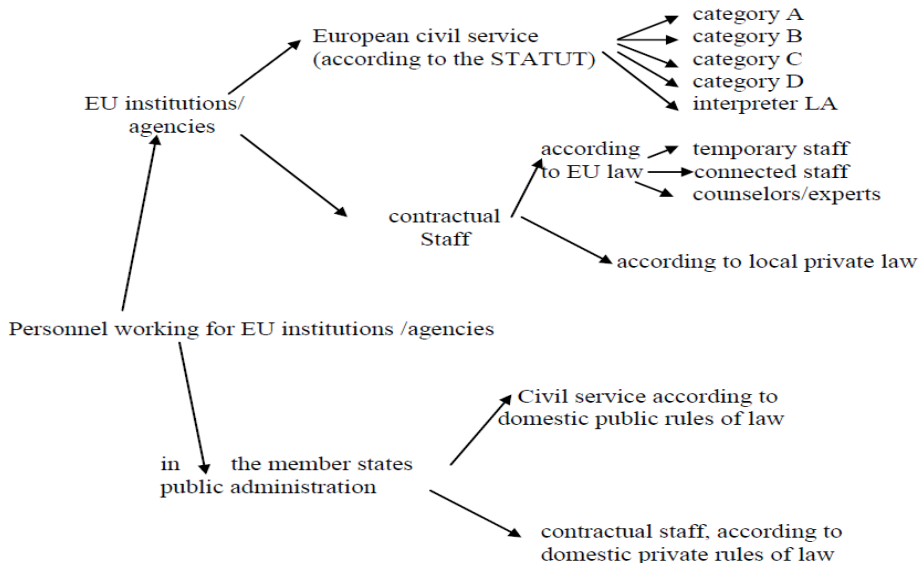 category A
European civil service
category B
(according to the STATUT)
category C
category D
EU institutions/
interpreter LA
agencies
according
temporary staff
to EU law
connected staff
counselors/experts
contractual
Staff
according to local private law
Personnel working for EU institutions /agencies
Civil service according to
domestic public rules of law
in the member states
public administration
contractual staff, according to
domestic private rules of law